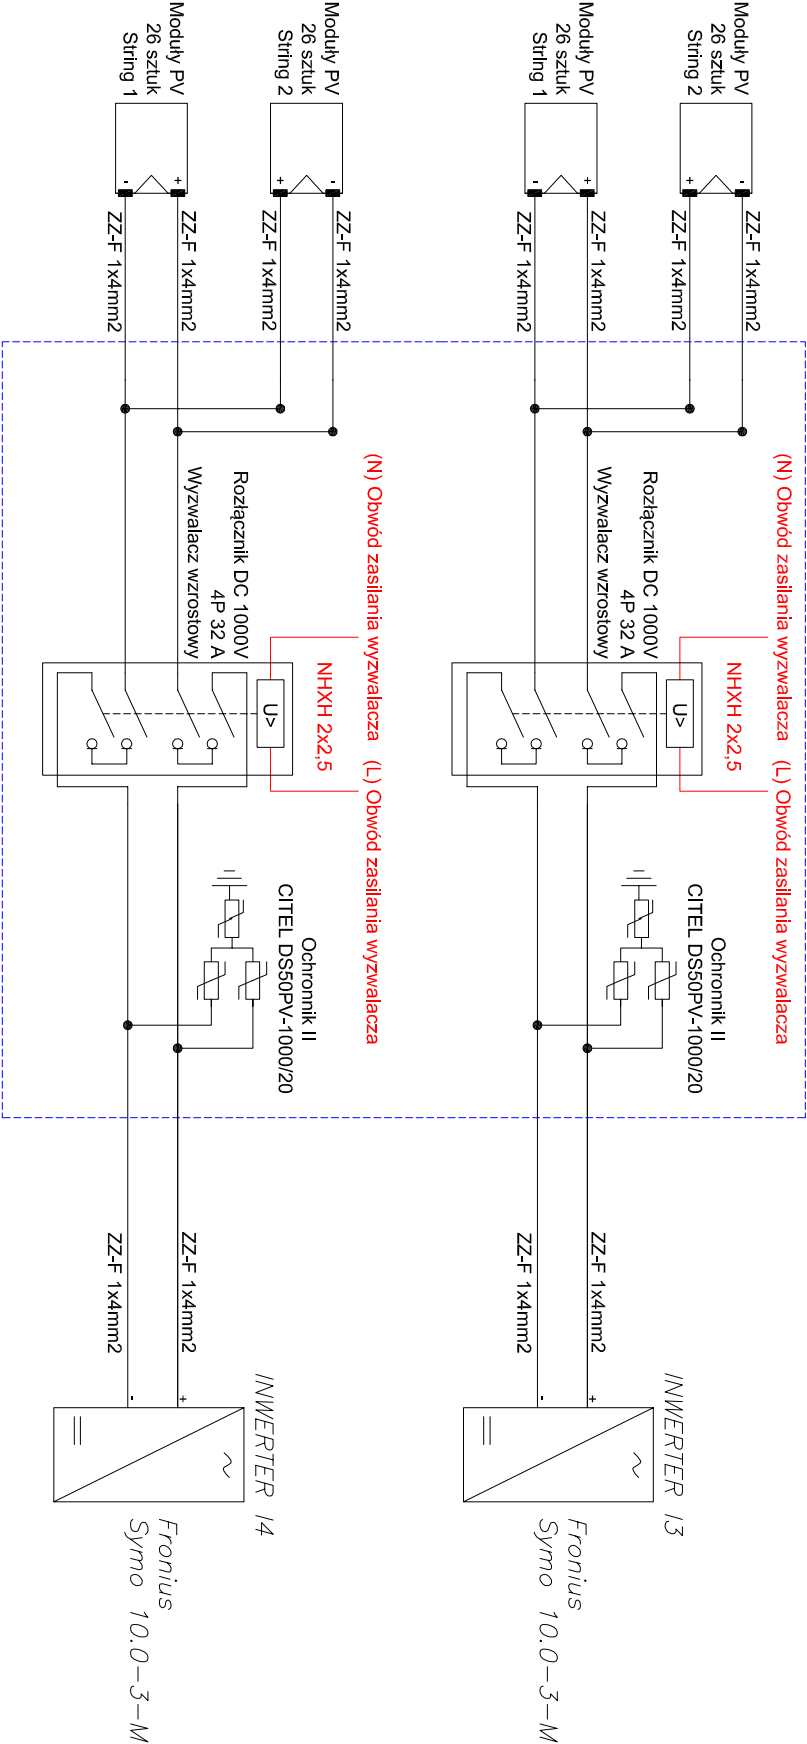 Moduły PV
26 sztuk
String 2
-
+
ZZ-F 1x4mm2
ZZ-F 1x4mm2
Moduły PV
26 sztuk
String 1
+
-
ZZ-F 1x4mm2
ZZ-F 1x4mm2
(N) Obwód zasilania wyzwalacza
(L) Obwód zasilania wyzwalacza
NHXH 2x2,5
Rozłącznik DC 1000V
4P 32 A
Wyzwalacz wzrostowy
U>
Ochronnik II
CITEL DS50PV-1000/20
ZZ-F 1x4mm2
ZZ-F 1x4mm2
INWERTER I3
+
-
Fronius
Symo 10.0-3-M
Moduły PV
26 sztuk
String 2
-
+
ZZ-F 1x4mm2
ZZ-F 1x4mm2
Moduły PV
26 sztuk
String 1
+
-
ZZ-F 1x4mm2
ZZ-F 1x4mm2
(N) Obwód zasilania wyzwalacza
(L) Obwód zasilania wyzwalacza
NHXH 2x2,5
Rozłącznik DC 1000V
4P 32 A
Wyzwalacz wzrostowy
U>
Ochronnik II
CITEL DS50PV-1000/20
ZZ-F 1x4mm2
ZZ-F 1x4mm2
INWERTER I4
+
-
Fronius
Symo 10.0-3-M